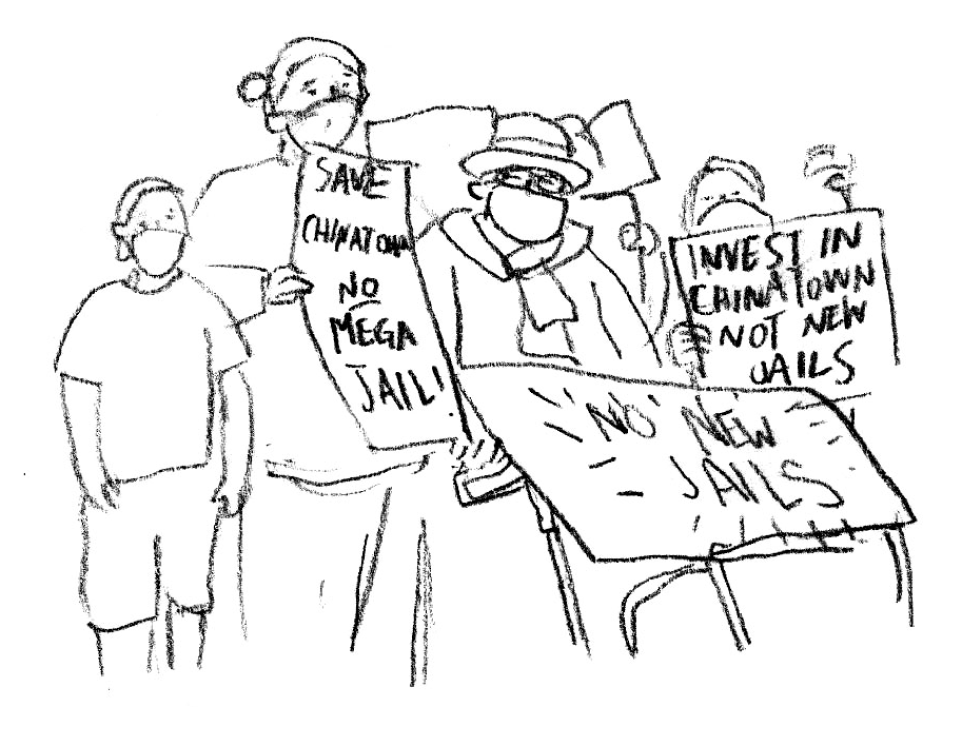 SAVE
CHINATOWN
NO
MEGA
JAIL!
INVEST IN
CHINATOWN
NOT NEW
JAILS
NO NEW
JAILS